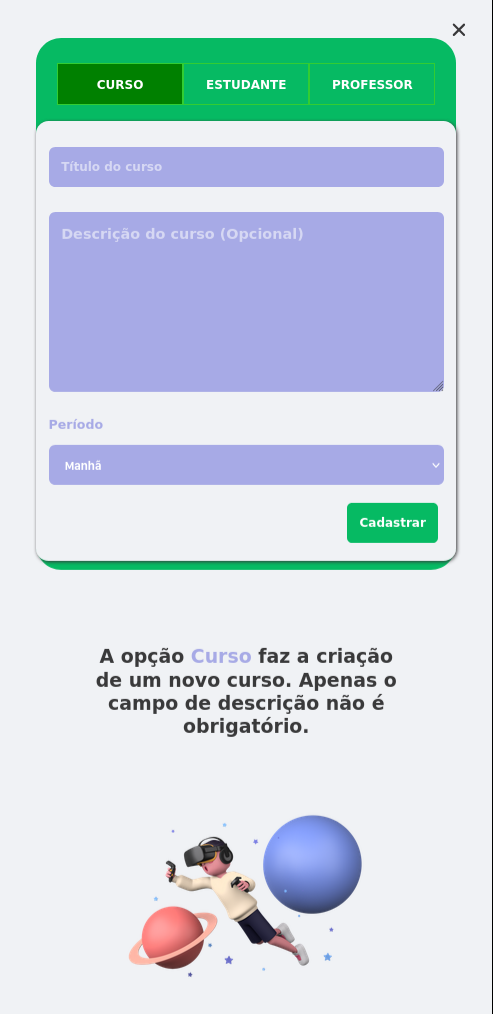 CURSO
ESTUDANTE
PROFESSOR
Título do curso
Descrição do curso (Opcional)
Período
Manhã
Cadastrar
A opção Curso faz a criação
de um novo curso. Apenas o
campo de descrição não é
obrigatório.